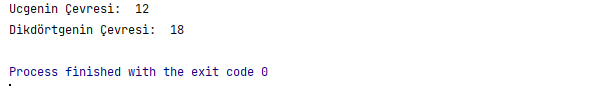 Ucgenin Çevresi:  12
Dikdörtgenin Çevresi:  18
Process finished with the exit code 0